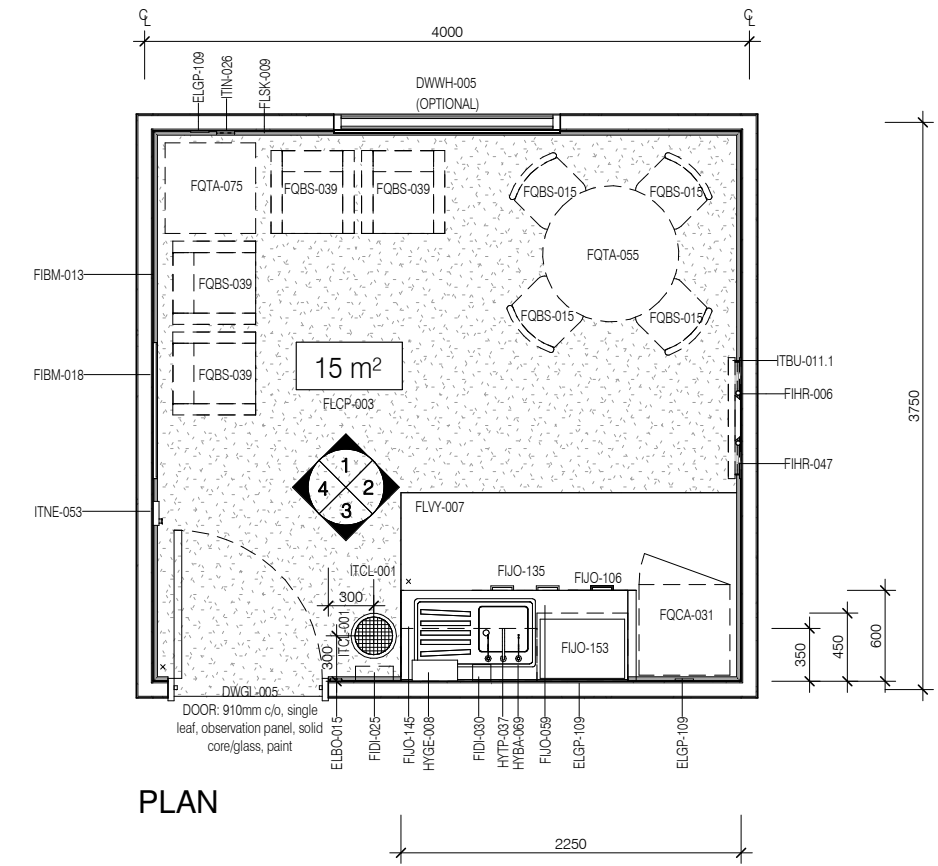 CL
CL
4000
ELGP-109
ITIN-026
FLSK-009
DWWH-005
(OPTIONAL)
FQTA-075
FQBS-039
FQBS-039
FQBS-015
FQBS-015
FQTA-055
FIBM-013
FQBS-039
FQBS-015
FQBS-015
FIBM-018
FQBS-039
15 m²
FLCP-003
ITBU-011.1
FIHR-006
3750
FIHR-047
1
4
2
3
ITNE-053
FLVY-007
ITCL-001
FIJO-135
FIJO-106
300
ITCL-001
300
FQCA-031
FIJO-153
350
450
600
DWGL-005
DOOR: 910mm c/o, single
leaf, observation panel, solid
core/glass, paint
ELBO-015
FIDI-025
FIJO-145
HYGE-008
FIDI-030
HYTP-037
HYBA-069
FIJO-059
ELGP-109
ELGP-109
PLAN
2250